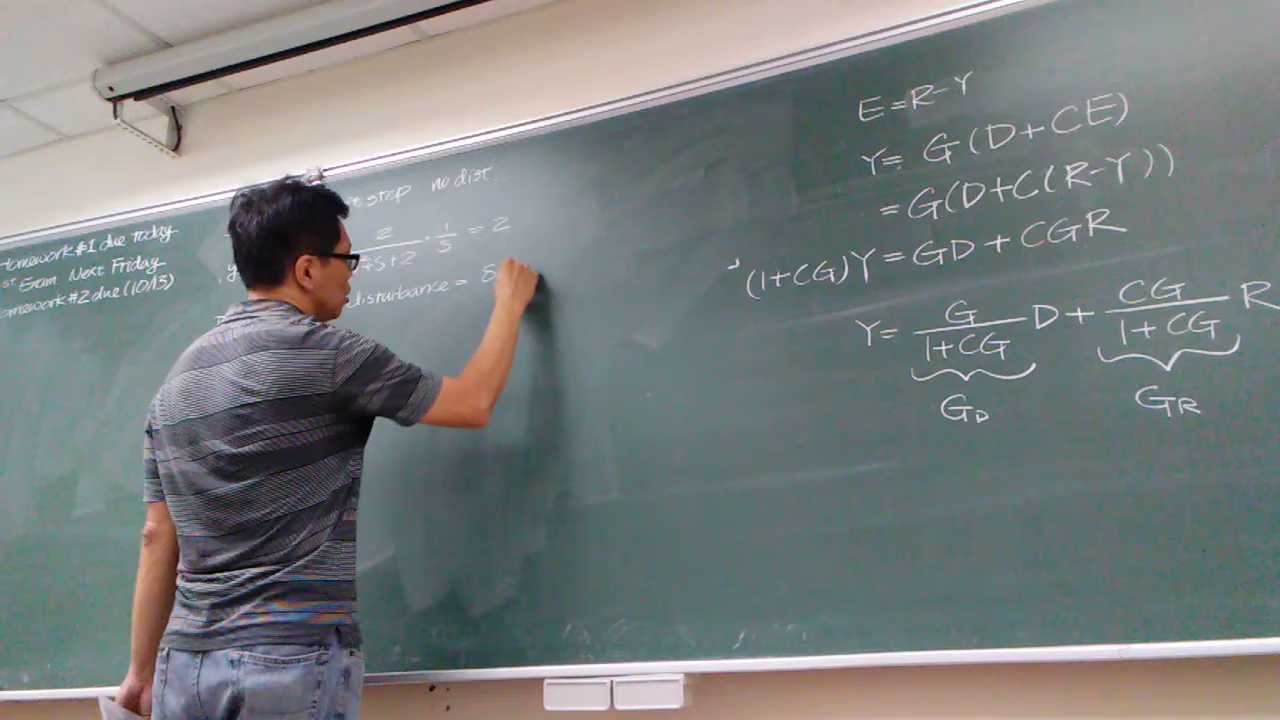 Homework #1 due today
Exam Next Friday
Homework #2 due (10/15)
step no dist.
2/(4s+2) · 1/s = 2
disturbance = 8
E = R-Y
Y = G(D+CE)
= G(D+C(R-Y))
(1+CG)Y = GD + CGR
Y = G/(1+CG) D + CG/(1+CG) R
G_D G_R